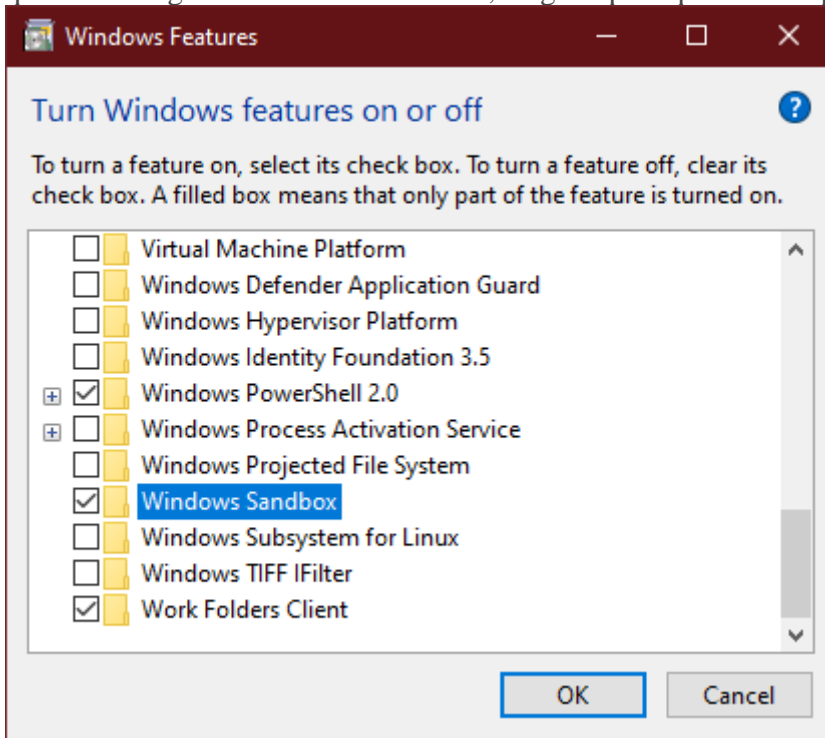 Windows Features
Turn Windows features on or off
To turn a feature on, select its check box. To turn a feature off, clear its
check box. A filled box means that only part of the feature is turned on.
Virtual Machine Platform
Windows Defender Application Guard
Windows Hypervisor Platform
Windows Identity Foundation 3.5
Windows PowerShell 2.0
Windows Process Activation Service
Windows Projected File System
Windows Sandbox
Windows Subsystem for Linux
Windows TIFF IFilter
Work Folders Client
OK Cancel